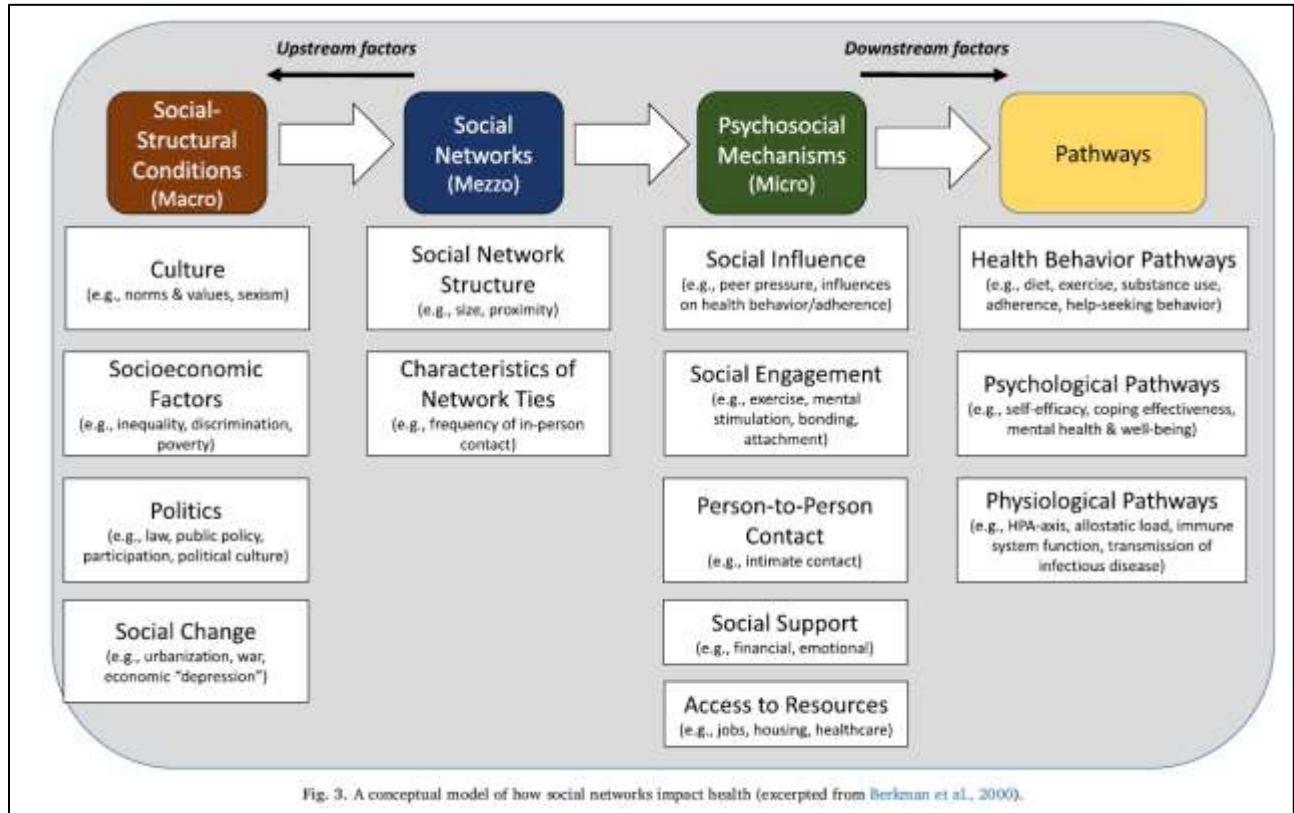 Upstream factors
Downstream factors
Social-
Structural
Conditions
(Macro)
Social
Networks
(Mezzo)
Psychosocial
Mechanisms
(Micro)
Pathways
Culture
(e.g., norms & values, sexism)
Socioeconomic
Factors
(e.g., inequality, discrimination,
poverty)
Politics
(e.g., law, public policy,
participation, political culture)
Social Change
(e.g., urbanization, war,
economic “depression”)
Social Network
Structure
(e.g., size, proximity)
Characteristics of
Network Ties
(e.g., frequency of in-person
contact)
Social Influence
(e.g., peer pressure, influences
on health behavior/adherence)
Social Engagement
(e.g., exercise, mental
stimulation, bonding,
attachment)
Person-to-Person
Contact
(e.g., intimate contact)
Social Support
(e.g., financial, emotional)
Access to Resources
(e.g., jobs, housing, healthcare)
Health Behavior Pathways
(e.g., diet, exercise, substance use,
adherence, help-seeking behavior)
Psychological Pathways
(e.g., self-efficacy, coping effectiveness,
mental health & well-being)
Physiological Pathways
(e.g., HPA-axis, allostatic load, immune
system function, transmission of
infectious disease)
Fig. 3. A conceptual model of how social networks impact health (excerpted from Berkman et al., 2000).